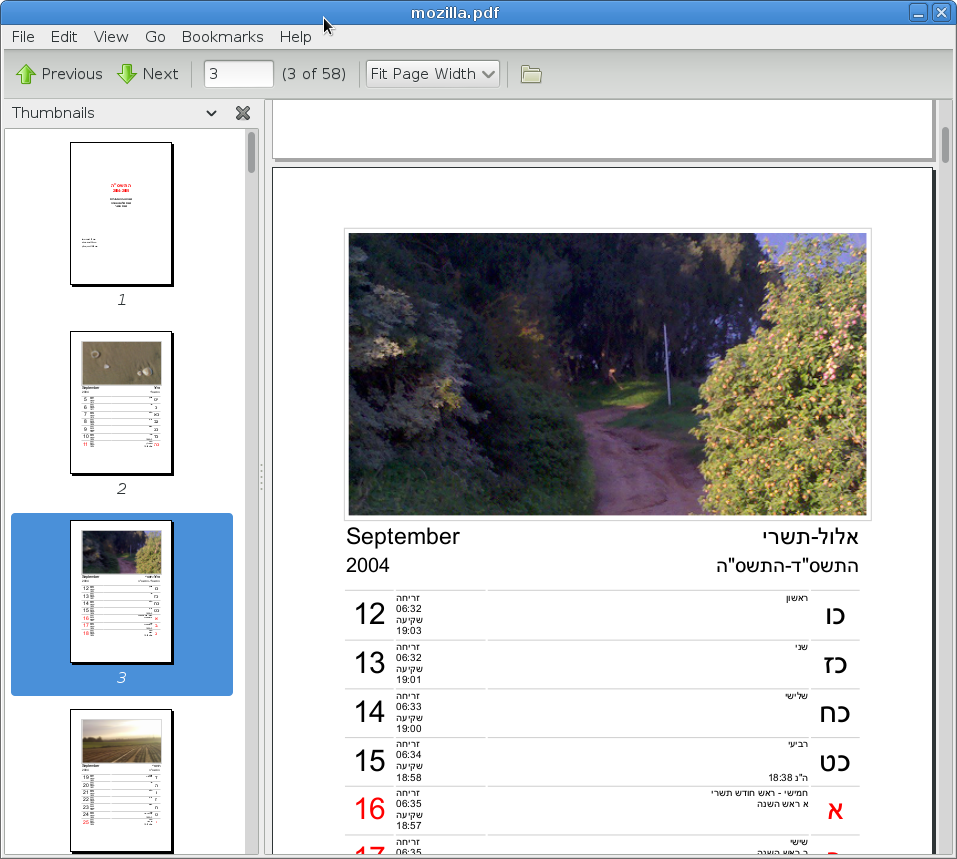 mozilla.pdf
File Edit View Go Bookmarks Help
Previous Next 3 (3 of 58) Fit Page Width
Thumbnails
1
2
3
September אלול-תשרי
2004 התשס"ד-התשס"ה
12 זריחה ראשון כו
06:32
שקיעה
19:03
13 זריחה שני כז
06:32
שקיעה
19:01
14 זריחה שלישי כח
06:33
שקיעה
19:00
15 זריחה רביעי כט
06:34
שקיעה
18:58 ה"נ 18:38
16 זריחה חמישי - ראש חודש תשרי א
06:35 א ראש השנה
שקיעה
18:57
17 זריחה שישי
06:35 ב ראש השנה